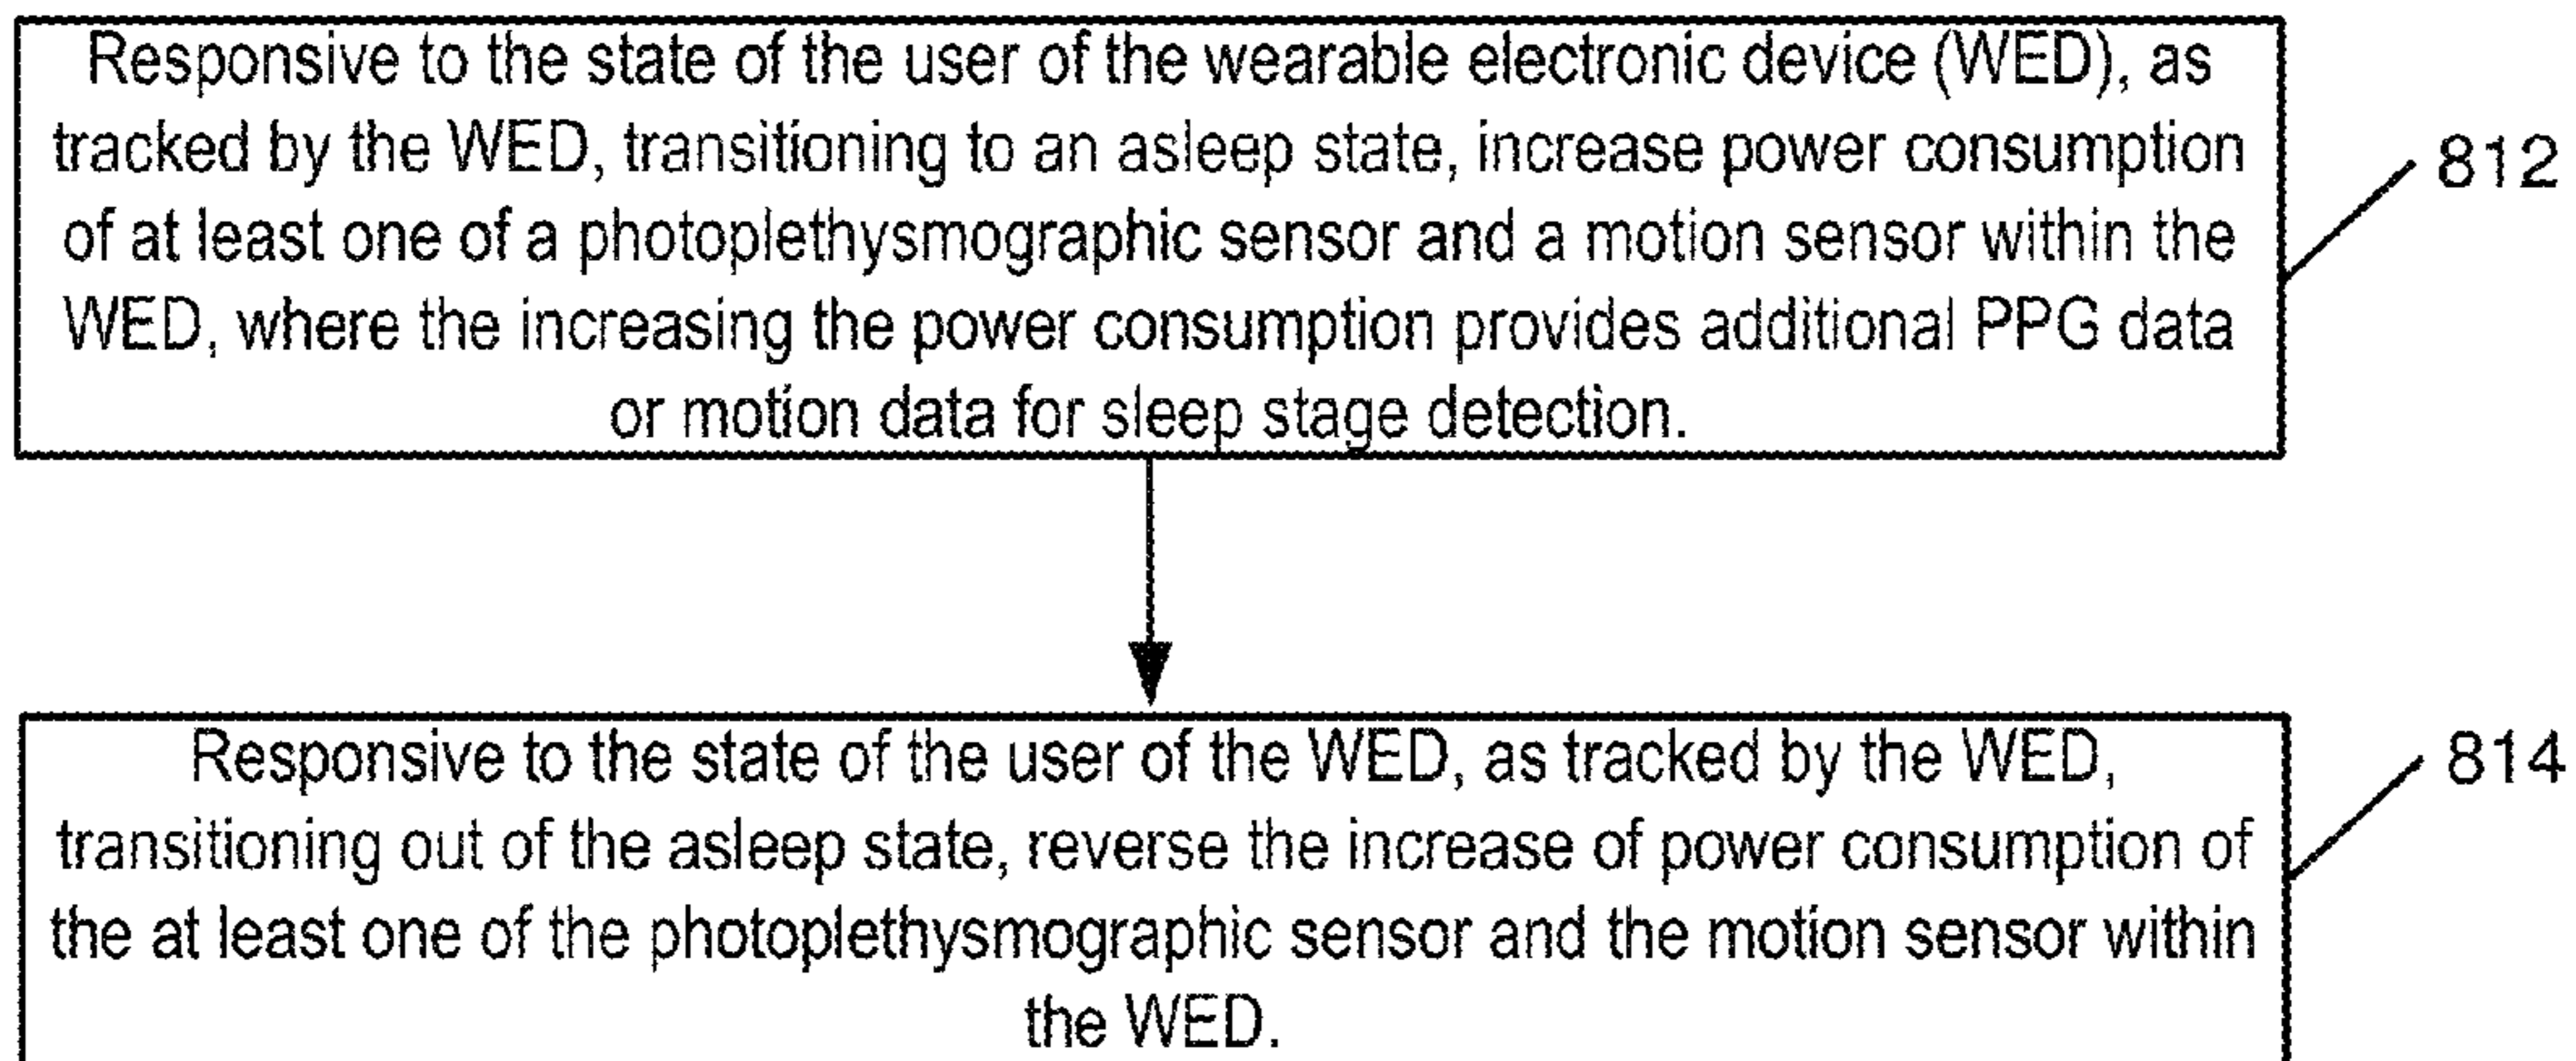 Responsive to the state of the user of the wearable electronic device (WED), as
tracked by the WED, transitioning to an asleep state, increase power consumption
of at least one of a photoplethysmographic sensor and a motion sensor within the
WED, where the increasing the power consumption provides additional PPG data
or motion data for sleep stage detection.
812
Responsive to the state of the user of the WED, as tracked by the WED,
transitioning out of the asleep state, reverse the increase of power consumption of
the at least one of the photoplethysmographic sensor and the motion sensor within
the WED.
814